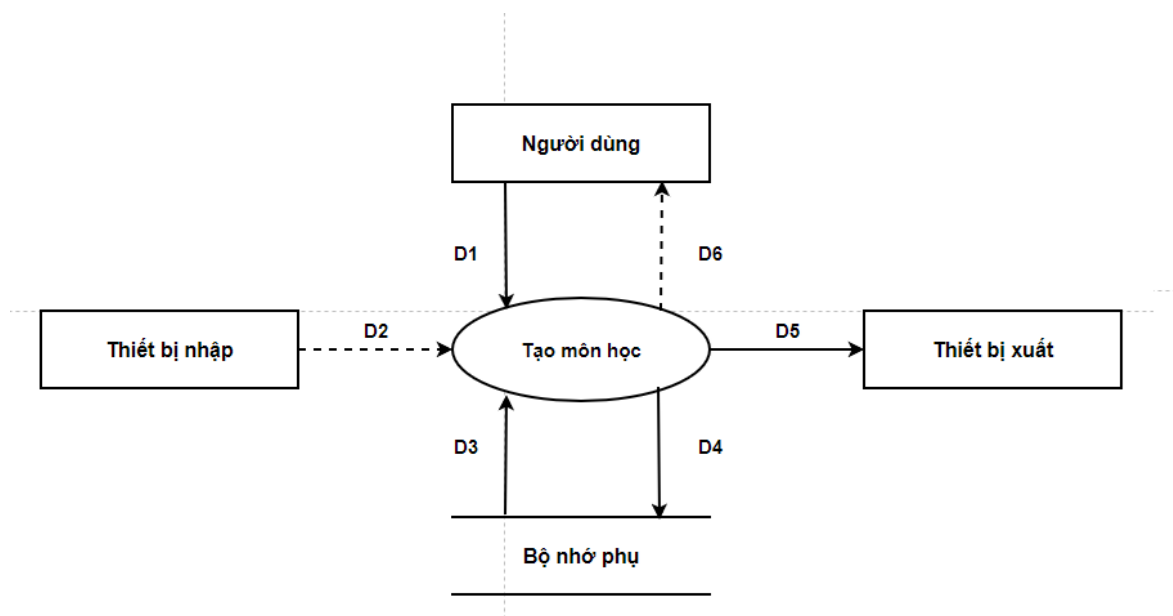 Người dùng
D1
D6
Thiết bị nhập
D2
Tạo môn học
D5
Thiết bị xuất
D3
D4
Bộ nhớ phụ